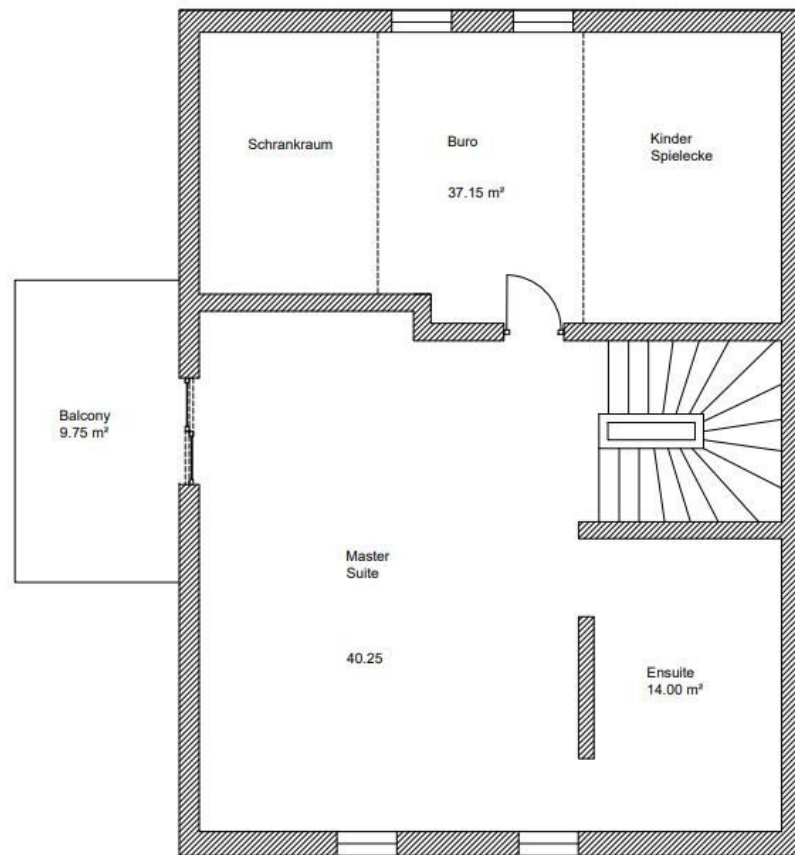 Schrankraum
Buro
37.15 m²
Kinder
Spielecke
Balcony
9.75 m²
Master
Suite
40.25
Ensuite
14.00 m²